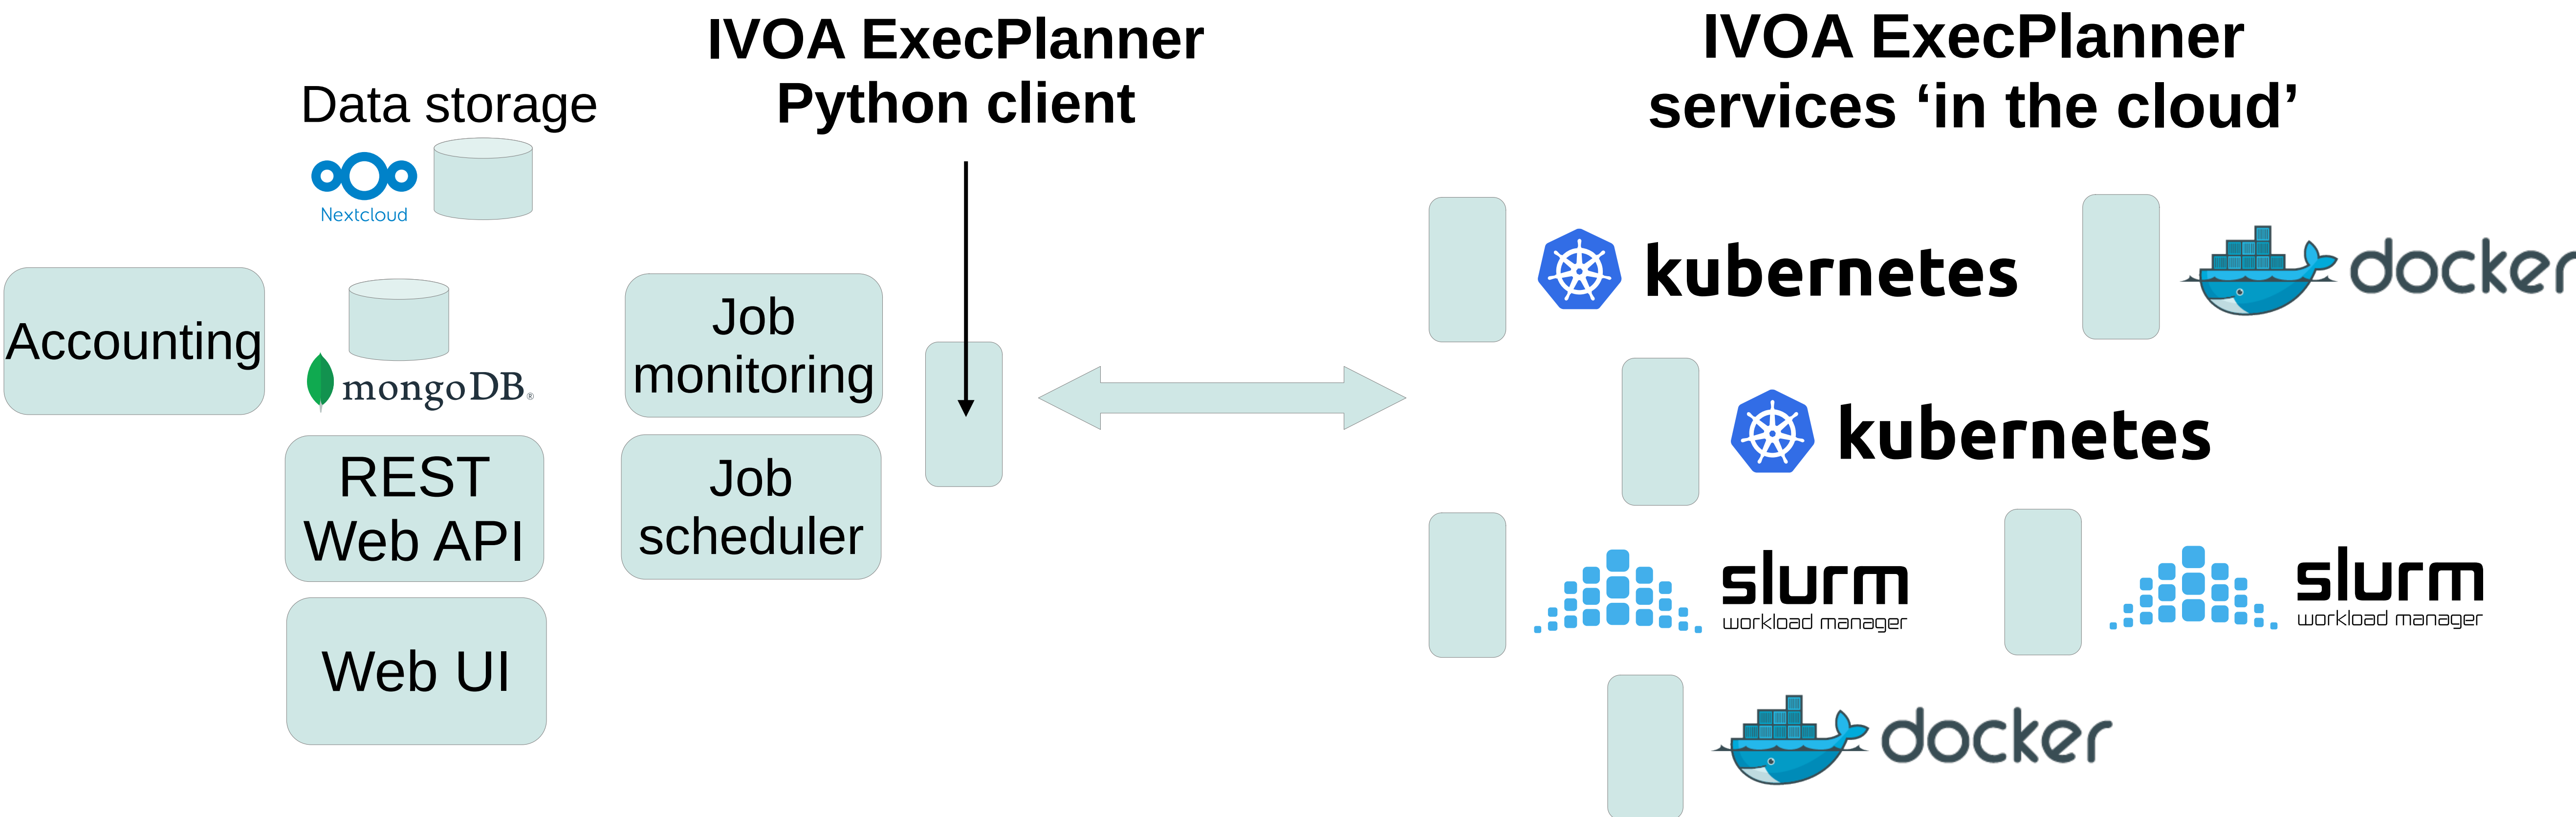 IVOA ExecPlanner
Python client
IVOA ExecPlanner
services ‘in the cloud’
Data storage
Nextcloud
Accounting
mongoDB®
REST
Web API
Web UI
Job
monitoring
Job
scheduler
kubernetes
docker
kubernetes
slurm
workload manager
slurm
workload manager
docker